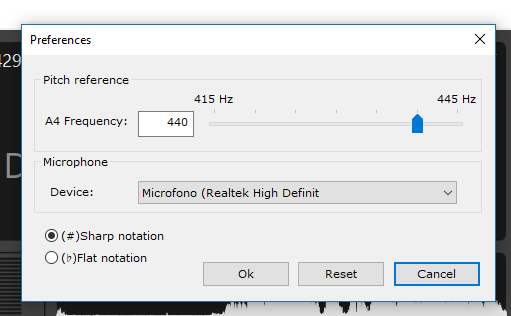 Preferences
429
D
Pitch reference
415 Hz 445 Hz
A4 Frequency: 440
Microphone
Device: Microfono (Realtek High Definit
(#)Sharp notation
(♭)Flat notation
Ok Reset Cancel